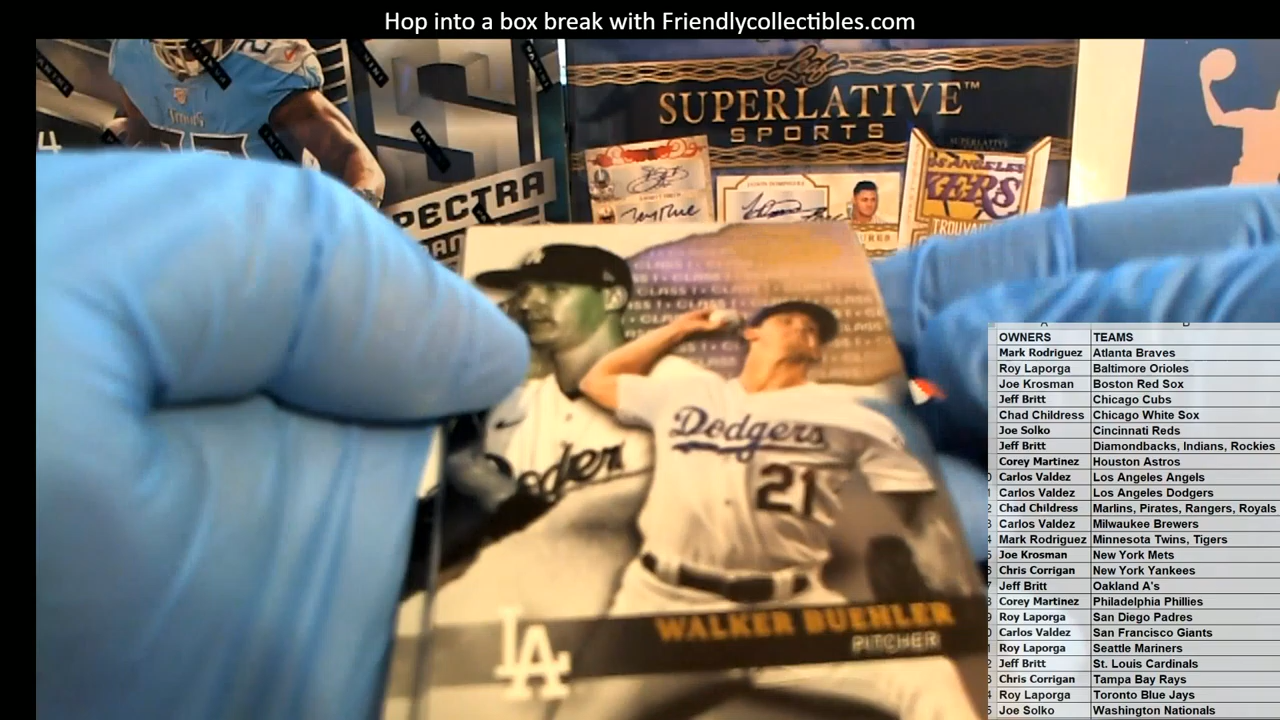 Hop into a box break with Friendlycollectibles.com
Leaf
SUPERLATIVE™
SPORTS
PANINI
SPECTRA
LOS ANGELES
Dodgers
21
WALKER BUEHLER
PITCHER
LA
OWNERS TEAMS
Mark Rodriguez Atlanta Braves
Roy Laporga Baltimore Orioles
Joe Krosman Boston Red Sox
Jeff Britt Chicago Cubs
Chad Childress Chicago White Sox
Joe Solko Cincinnati Reds
Jeff Britt Diamondbacks, Indians, Rockies
Corey Martinez Houston Astros
Carlos Valdez Los Angeles Angels
Carlos Valdez Los Angeles Dodgers
Chad Childress Marlins, Pirates, Rangers, Royals
Carlos Valdez Milwaukee Brewers
Mark Rodriguez Minnesota Twins, Tigers
Joe Krosman New York Mets
Chris Corrigan New York Yankees
Jeff Britt Oakland A's
Corey Martinez Philadelphia Phillies
Roy Laporga San Diego Padres
Carlos Valdez San Francisco Giants
Roy Laporga Seattle Mariners
Jeff Britt St. Louis Cardinals
Chris Corrigan Tampa Bay Rays
Roy Laporga Toronto Blue Jays
Joe Solko Washington Nationals